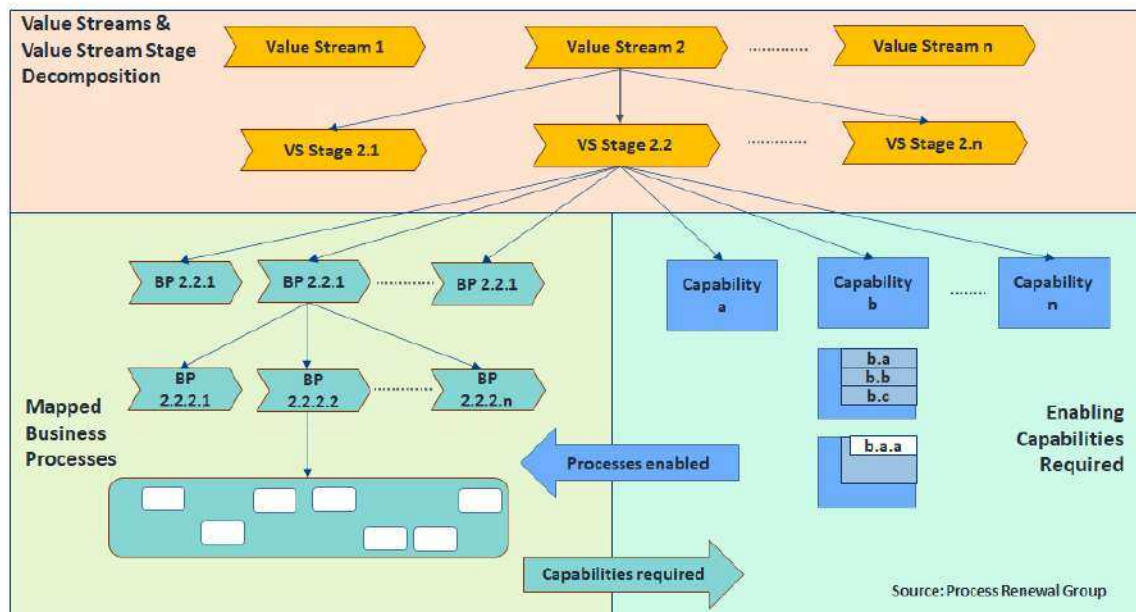 Value Streams &
Value Stream Stage
Decomposition
Value Stream 1
Value Stream 2
Value Stream n
VS Stage 2.1
VS Stage 2.2
VS Stage 2.n
BP 2.2.1
BP 2.2.1
BP 2.2.1
Capability
a
Capability
b
Capability
n
BP
2.2.2.1
BP
2.2.2.2
BP
2.2.2.n
b.a
b.b
b.c
b.a.a
Mapped
Business
Processes
Enabling
Capabilities
Required
Processes enabled
Capabilities required
Source: Process Renewal Group